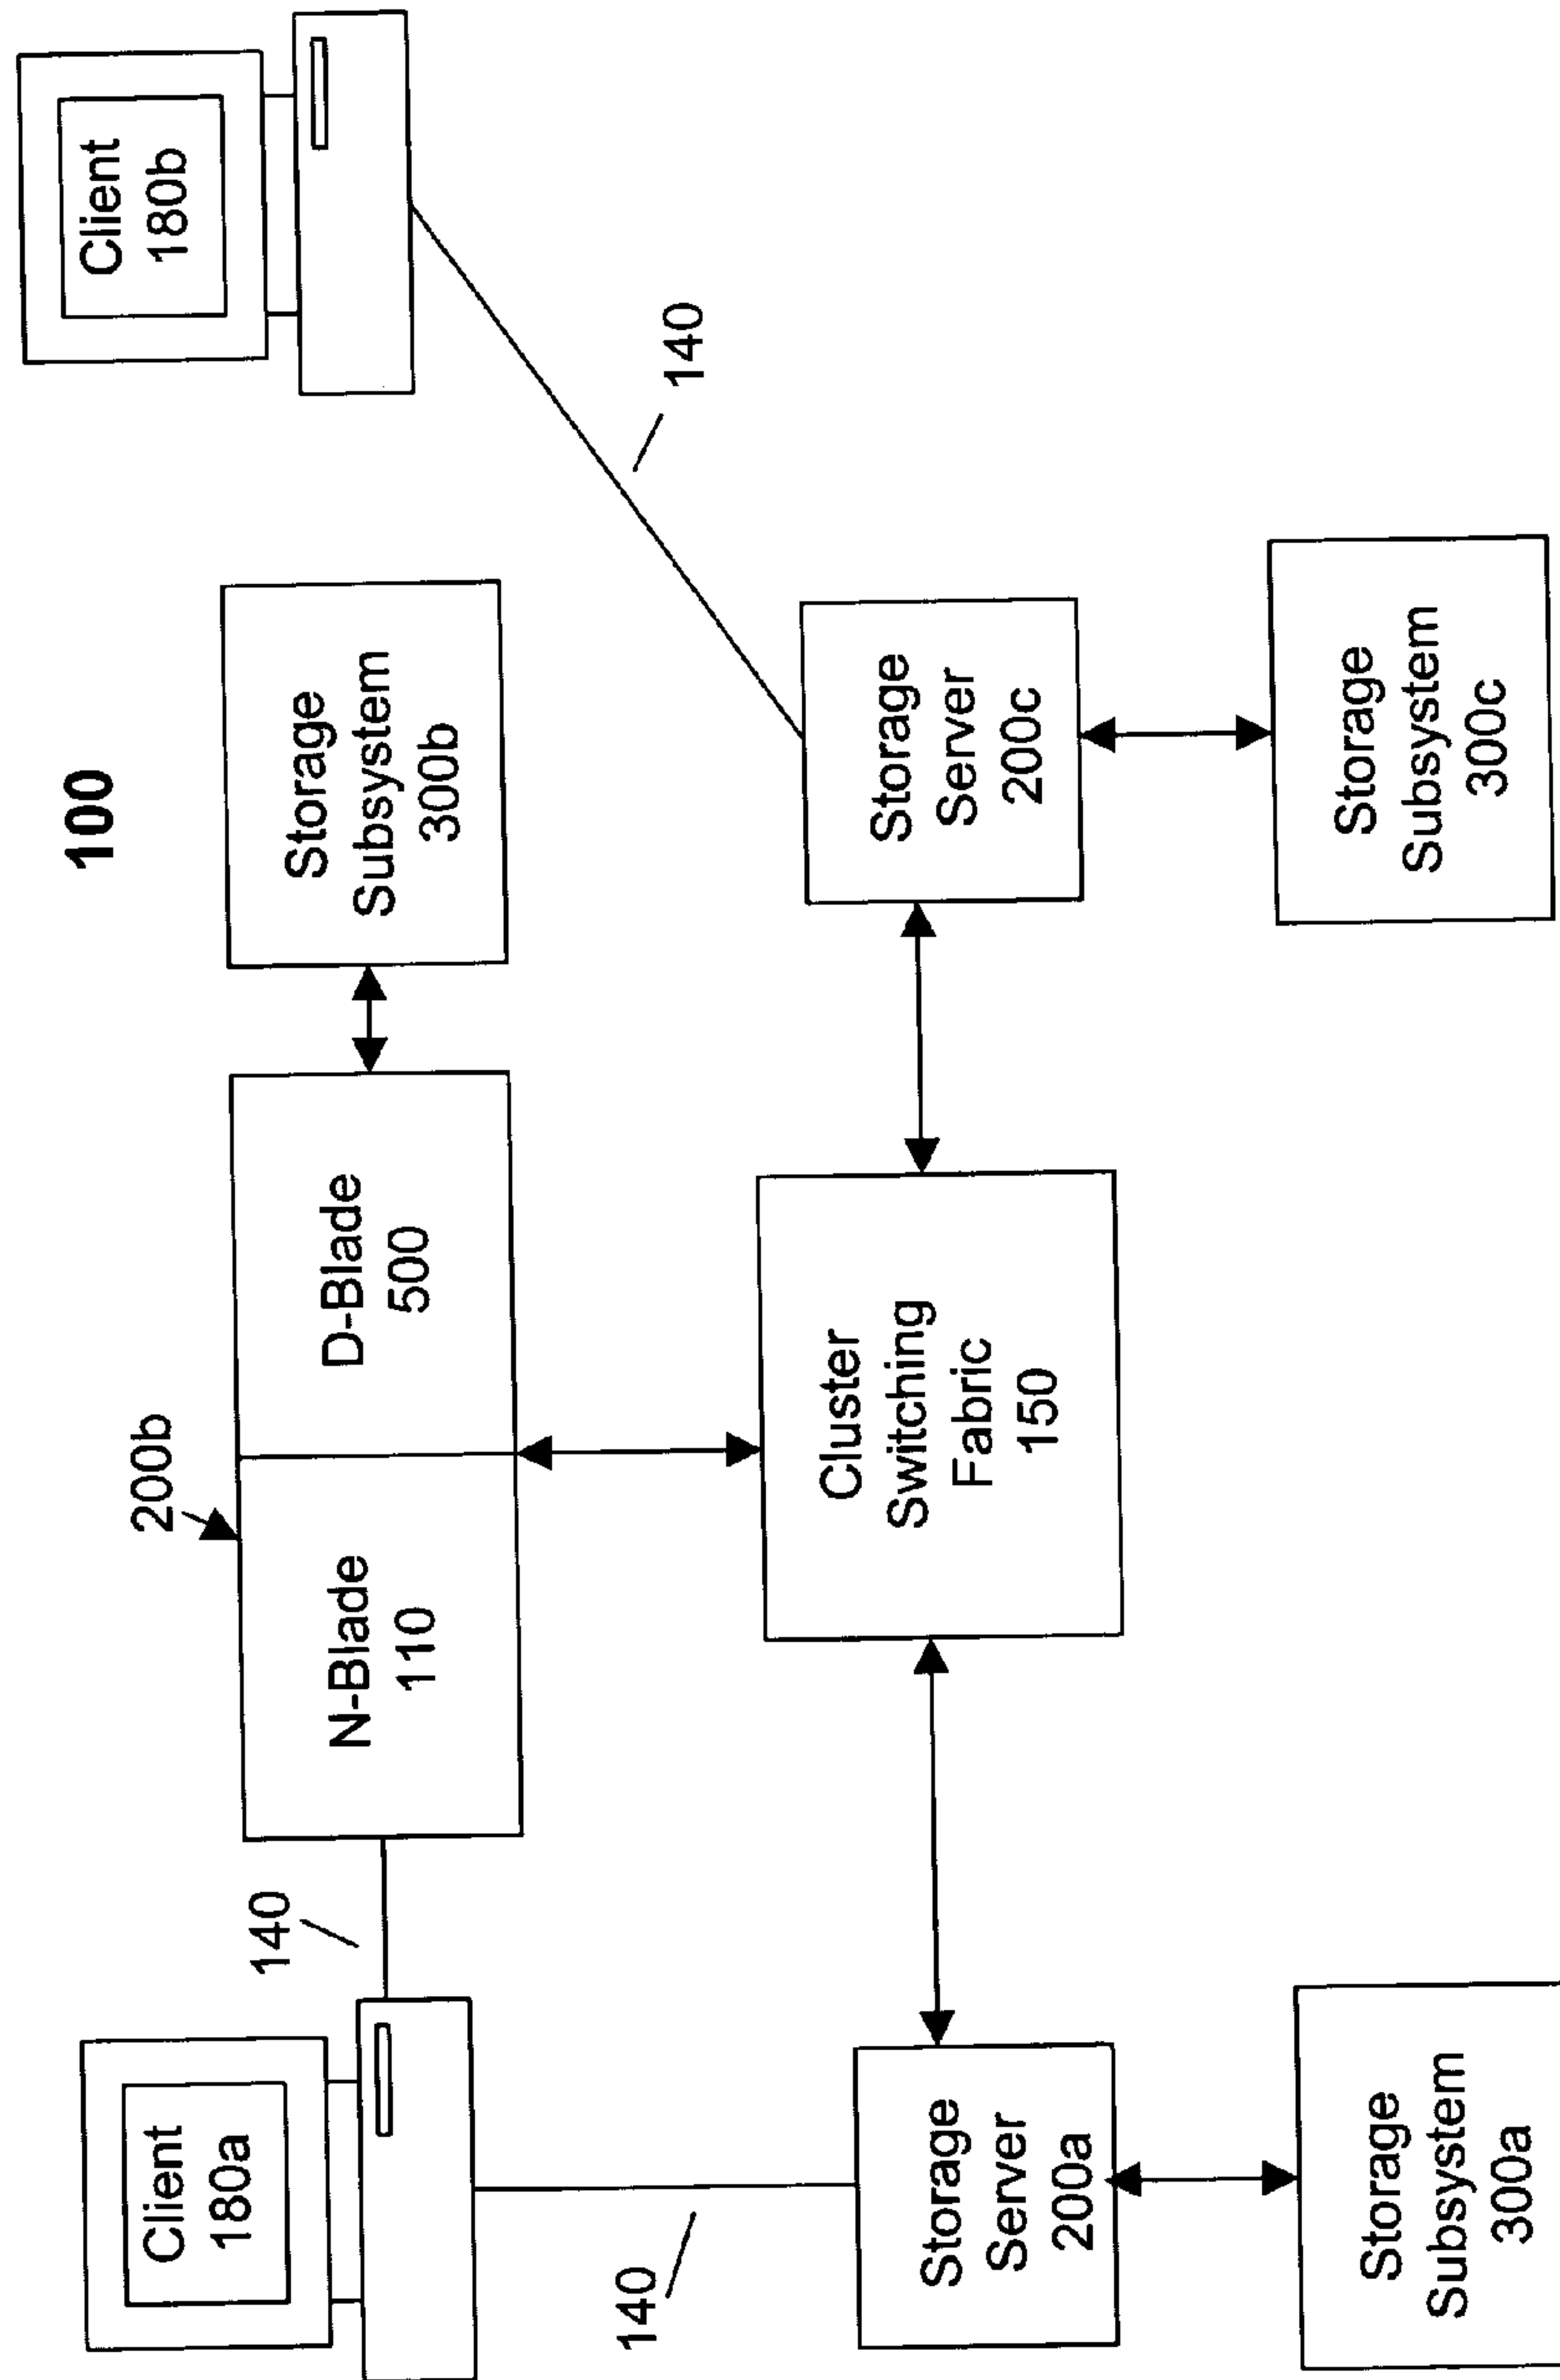 100
Client
180a
140
200b
N-Blade
110
D-Blade
500
Storage
Subsystem
300b
Client
180b
140
140
Cluster
Switching
Fabric
150
Storage
Server
200a
Storage
Server
200c
Storage
Subsystem
300a
Storage
Subsystem
300c